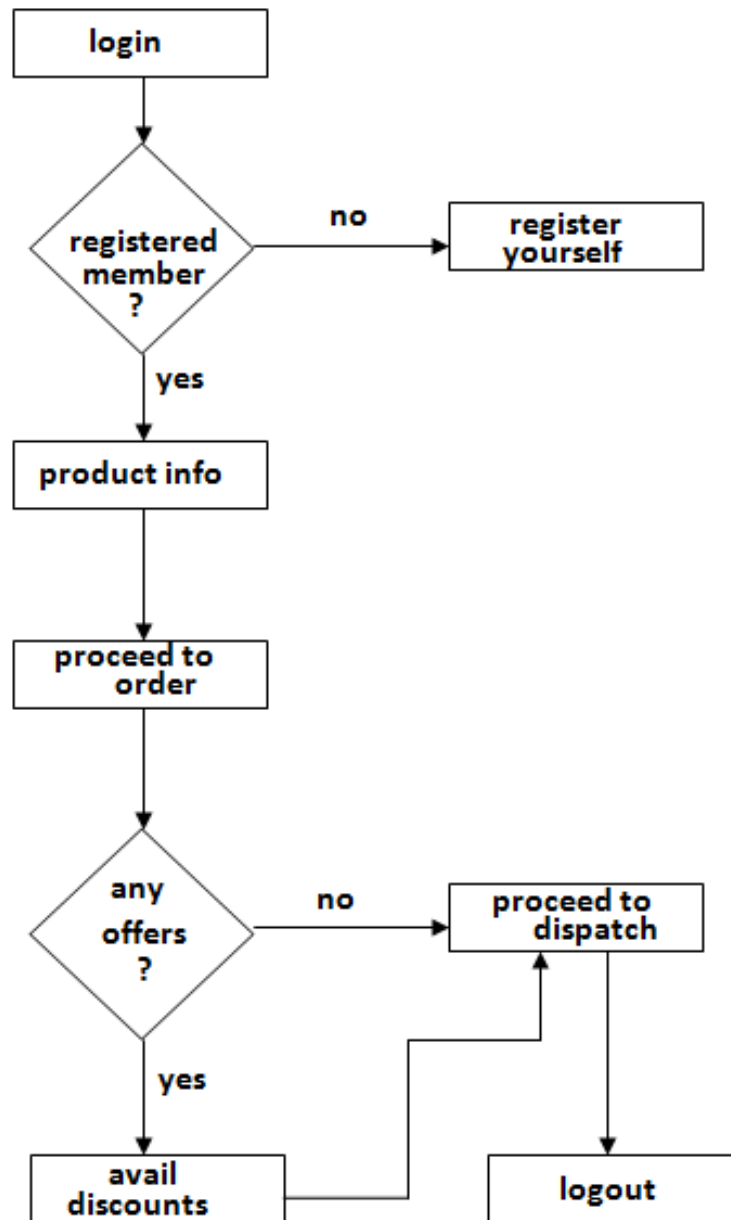 login
registered
member
?
no
register
yourself
yes
product info
proceed to
order
any
offers
?
no
proceed to
dispatch
yes
avail
discounts
logout